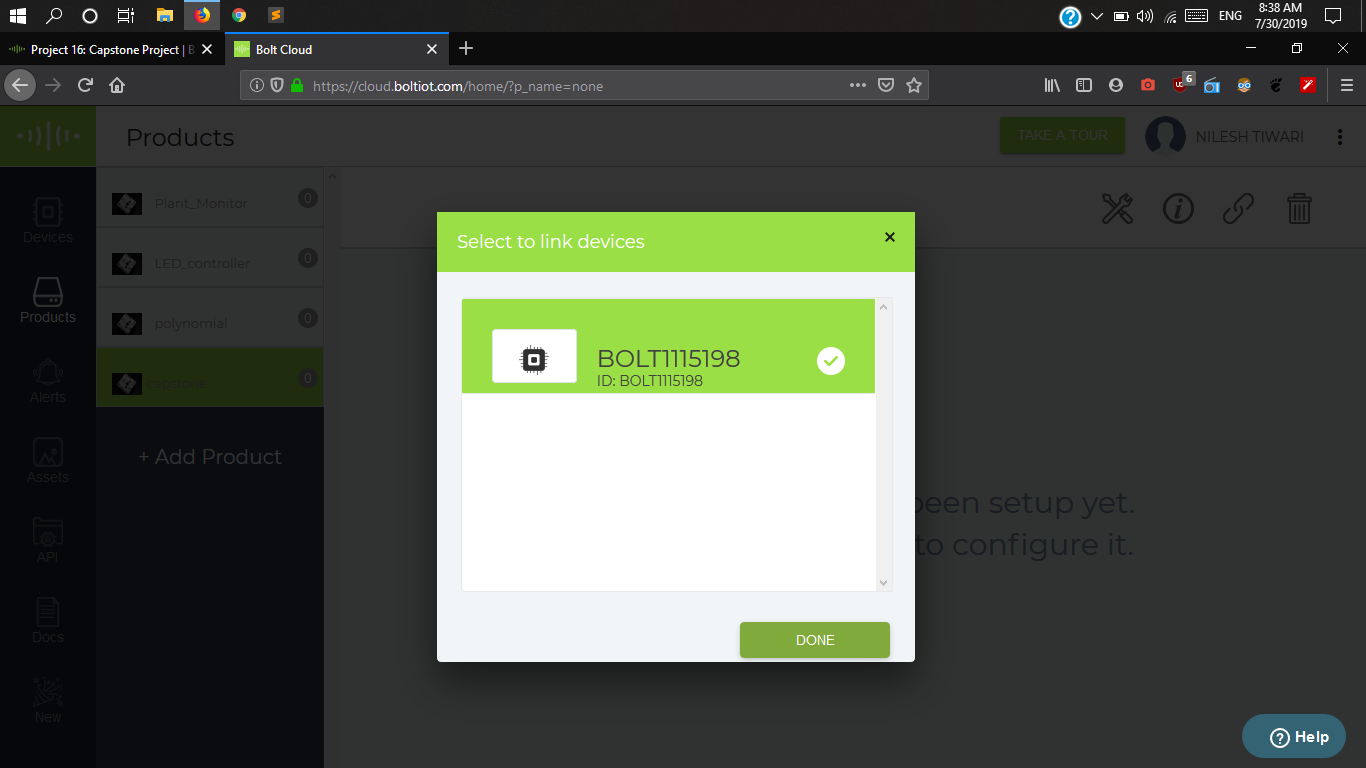 8:38 AM
ENG
7/30/2019
Project 16: Capstone Project | B
Bolt Cloud
https://cloud.boltiot.com/home/?p_name=none
6
Products
TAKE A TOUR
NILESH TIWARI
Devices
Products
Alerts
Assets
API
Docs
New
Plant_Monitor
0
LED_controller
0
polynomial
0
capstone
0
+ Add Product
Select to link devices
BOLT1115198
ID: BOLT1115198
DONE
been setup yet.
to configure it.
Help